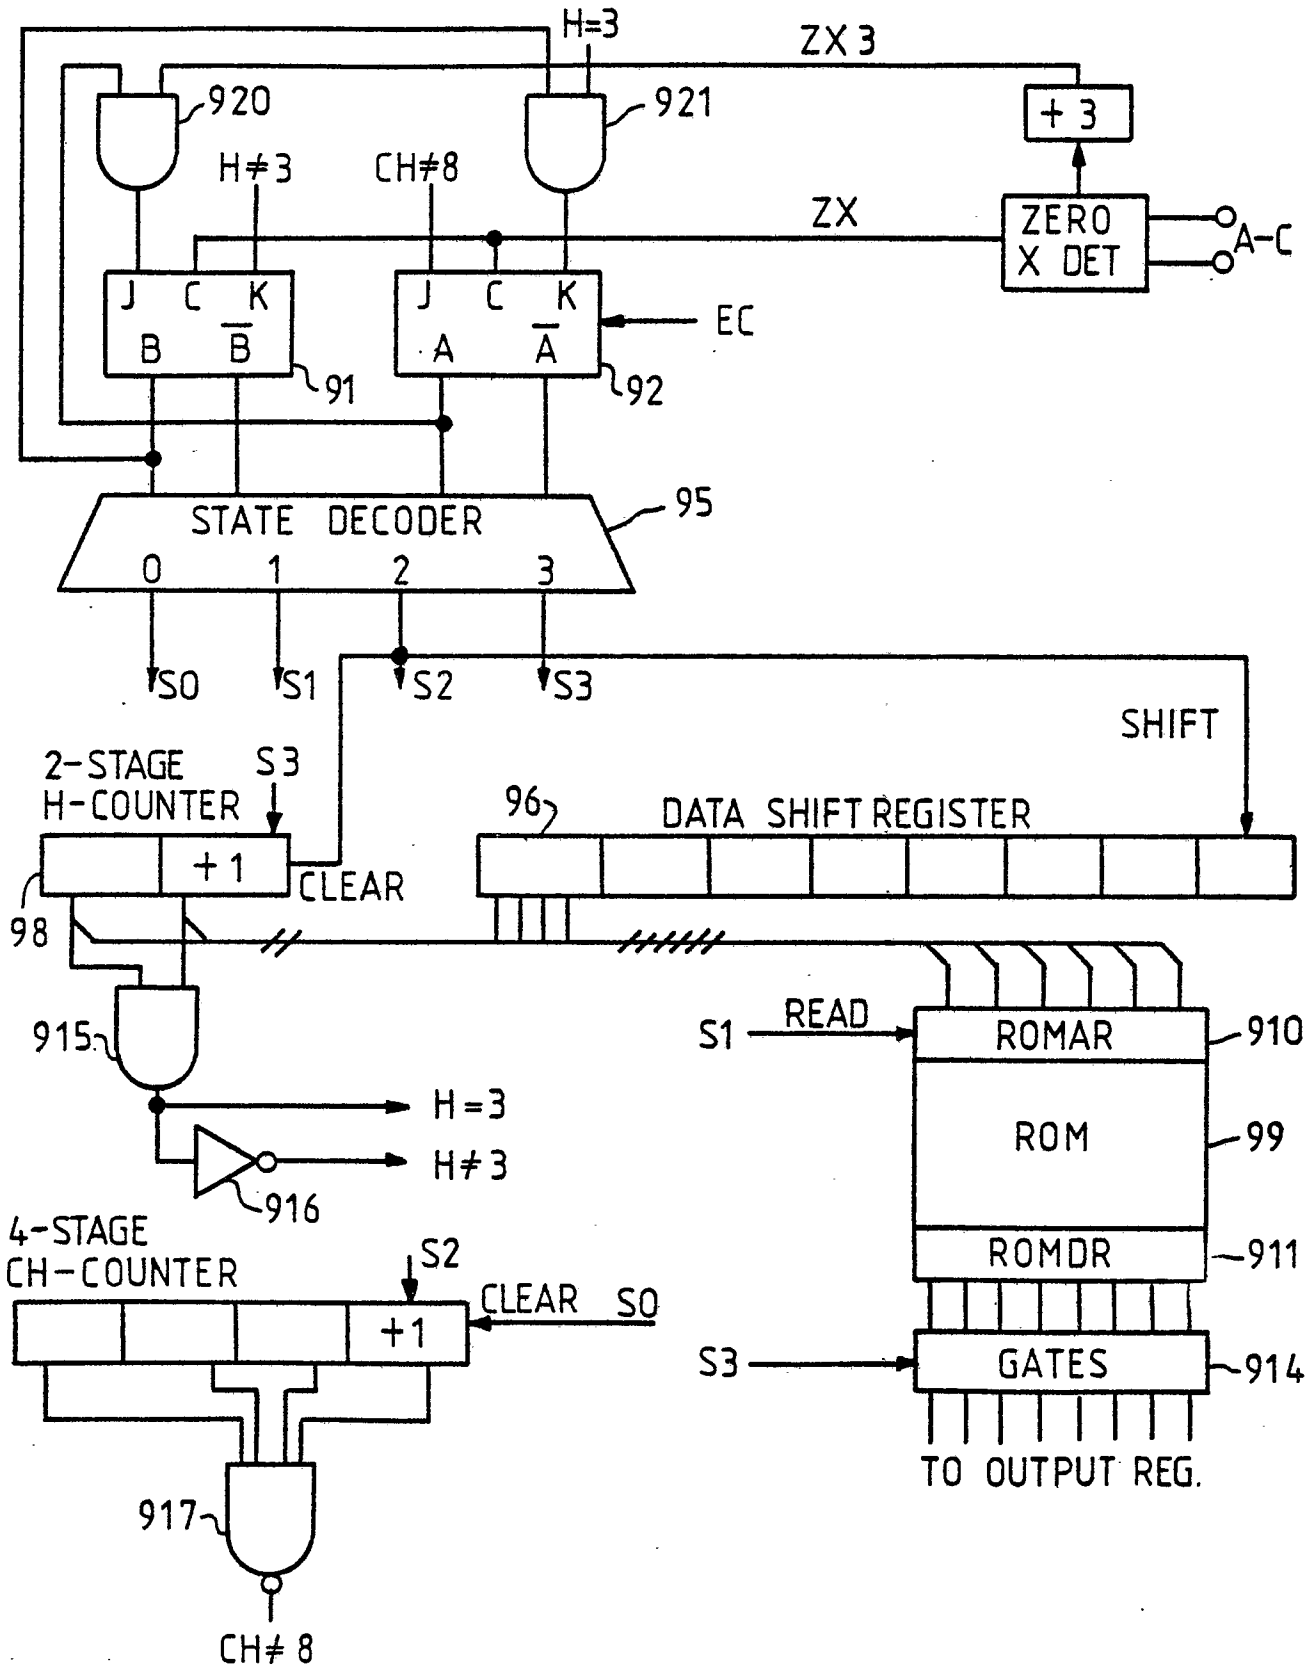 H=3
ZX 3
920
921
+ 3
H≠3
CH≠8
ZX
ZERO
X DET
A-C
J C K
J C K
EC
B B̅
A A̅
91
92
95
STATE DECODER
0 1 2 3
S0 S1 S2 S3
SHIFT
2-STAGE
H-COUNTER
S3
96
DATA SHIFT REGISTER
+1
CLEAR
98
READ
S1
ROMAR
910
915
H=3
ROM
99
H≠3
916
4-STAGE
CH-COUNTER
S2
ROMDR
911
CLEAR S0
+1
S3
GATES
914
TO OUTPUT REG.
917
CH≠8